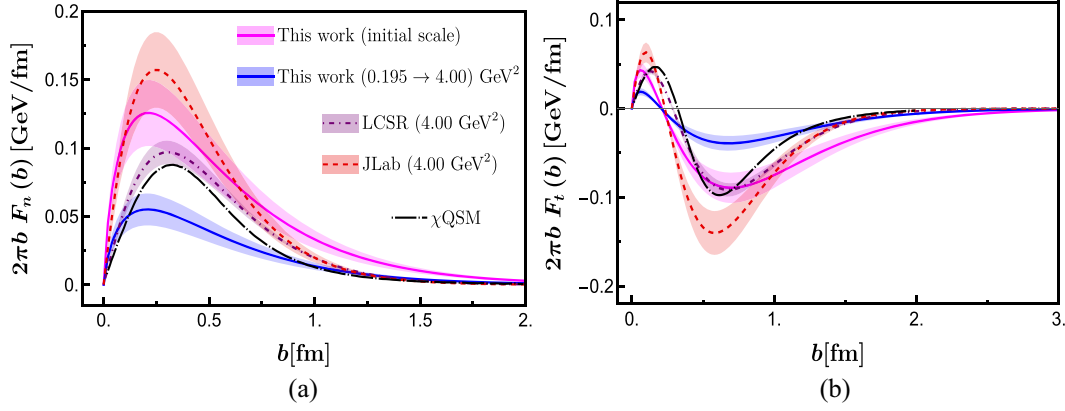 0.2
0.15
0.1
0.05
0.
2πb F_n (b) [GeV/fm]
This work (initial scale)
This work (0.195 → 4.00) GeV²
LCSR (4.00 GeV²)
JLab (4.00 GeV²)
χQSM
0. 0.5 1. 1.5 2.
b[fm]
(a)
0.1
0.
−0.1
−0.2
2πb F_t (b) [GeV/fm]
0. 1. 2. 3.
b[fm]
(b)